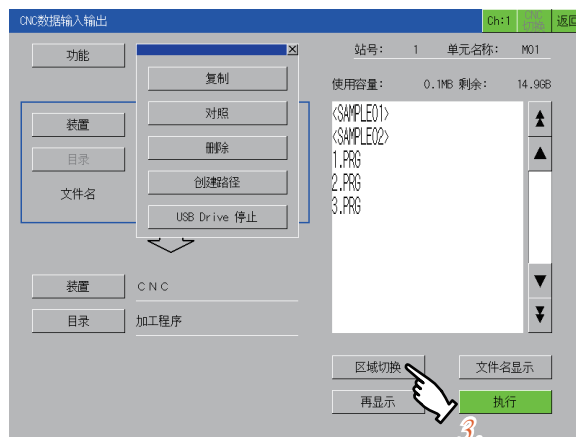 CNC数据输入输出
Ch:1
CNC
切换
返回
功能
站号: 1 单元名称: M01
复制
使用容量: 0.1MB 剩余: 14.9GB
装置
对照
<SAMPLE01>
<SAMPLE02>
目录
删除
1.PRG
文件名
创建路径
2.PRG
USB Drive 停止
3.PRG
装置
CNC
目录
加工程序
区域切换
文件名显示
再显示
执行
3.